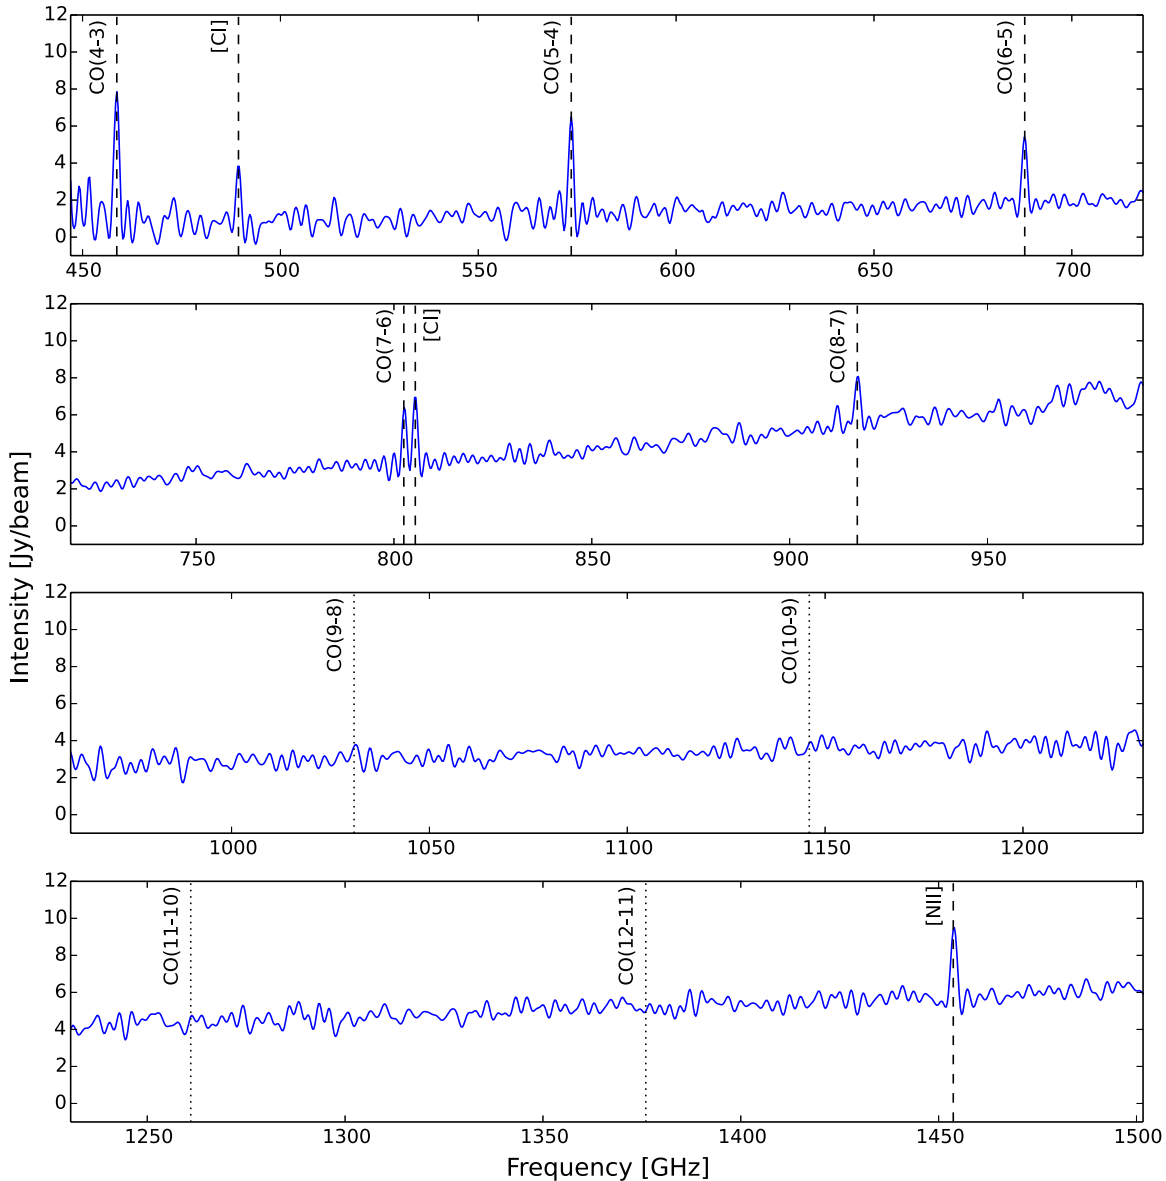 12
10
8
6
4
2
0
CO(4-3)
[CI]
CO(5-4)
CO(6-5)
450 500 550 600 650 700
12
10
8
6
4
2
0
CO(7-6)
[CI]
CO(8-7)
750 800 850 900 950
Intensity [Jy/beam]
12
10
8
6
4
2
0
CO(9-8)
CO(10-9)
1000 1050 1100 1150 1200
12
10
8
6
4
2
0
CO(11-10)
CO(12-11)
[NII]
1250 1300 1350 1400 1450 1500
Frequency [GHz]